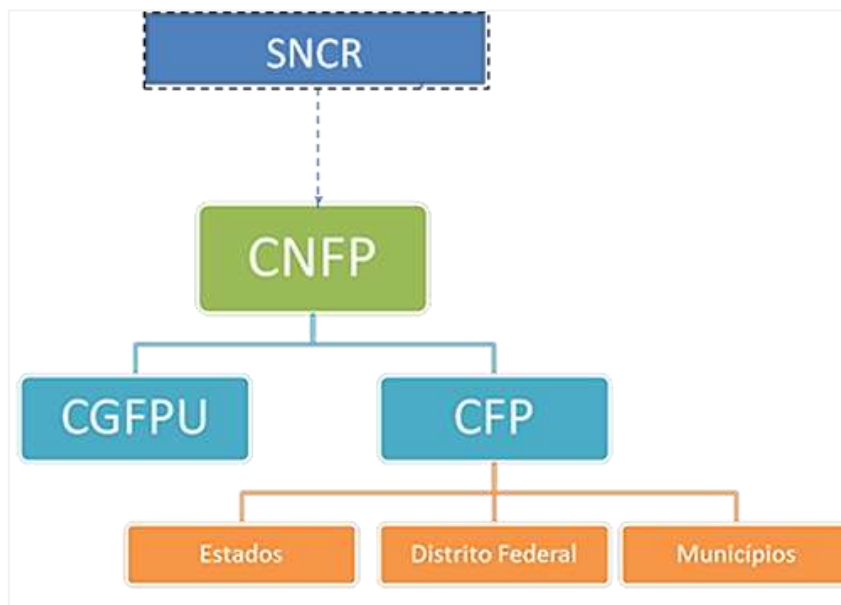 SNCR
CNFP
CGFPU
CFP
Estados
Distrito Federal
Municípios